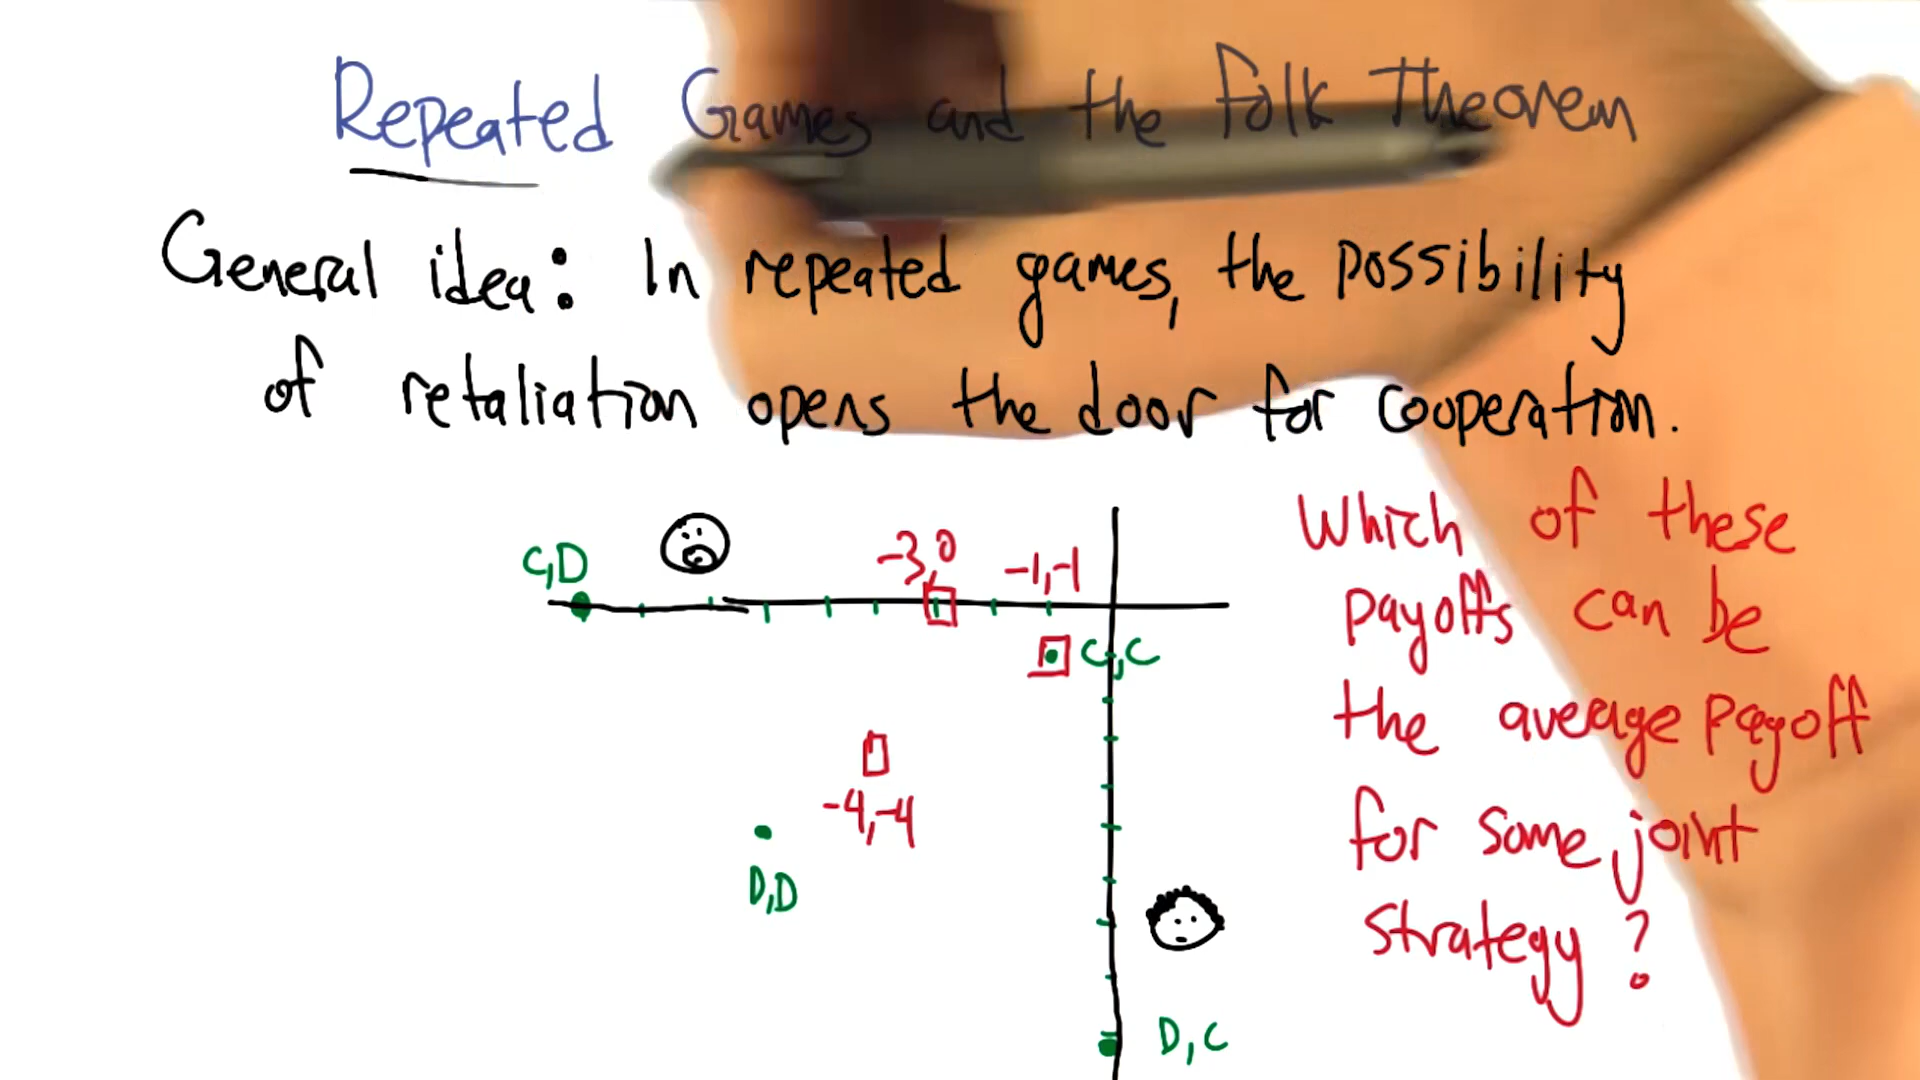 Repeated Games and the Folk Theorem
General idea: In repeated games, the possibility
of retaliation opens the door for cooperation.
C,D
-3,0
-1,-1
C,C
-4,-4
D,D
D,C
Which of these
payoffs can be
the average payoff
for some joint
strategy?